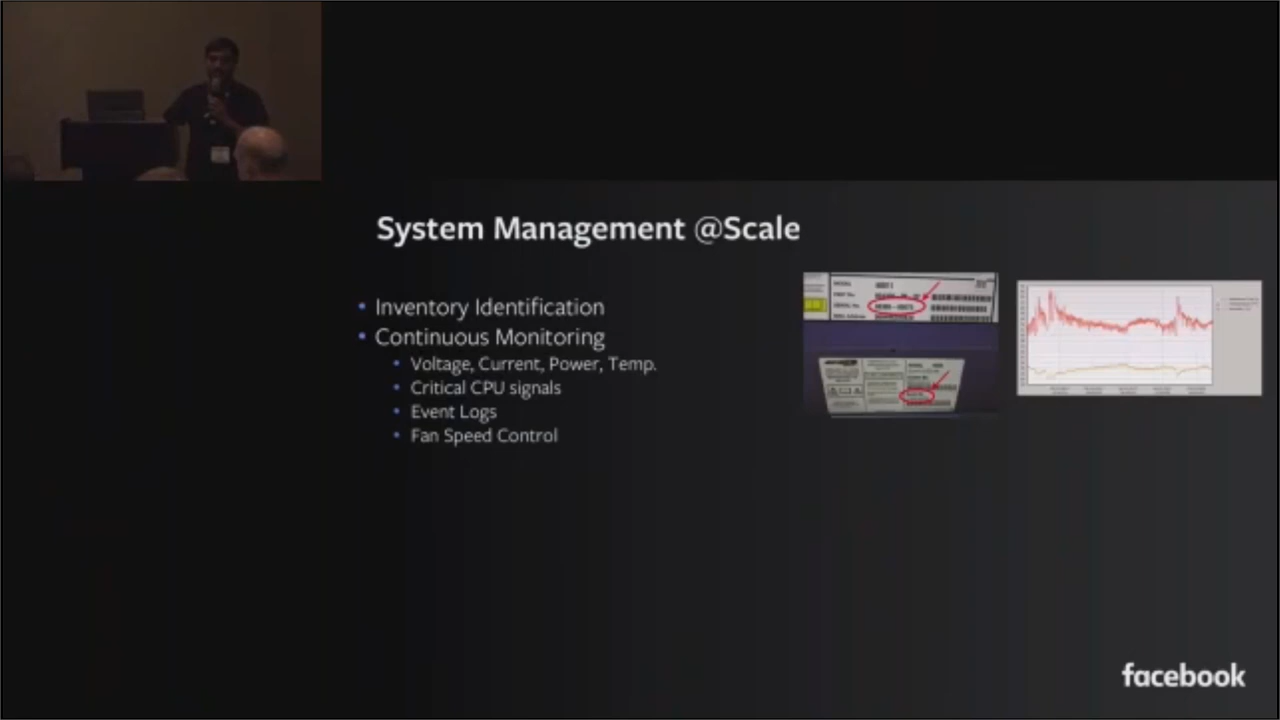 System Management @Scale
• Inventory Identification
• Continuous Monitoring
• Voltage, Current, Power, Temp.
• Critical CPU signals
• Event Logs
• Fan Speed Control
facebook